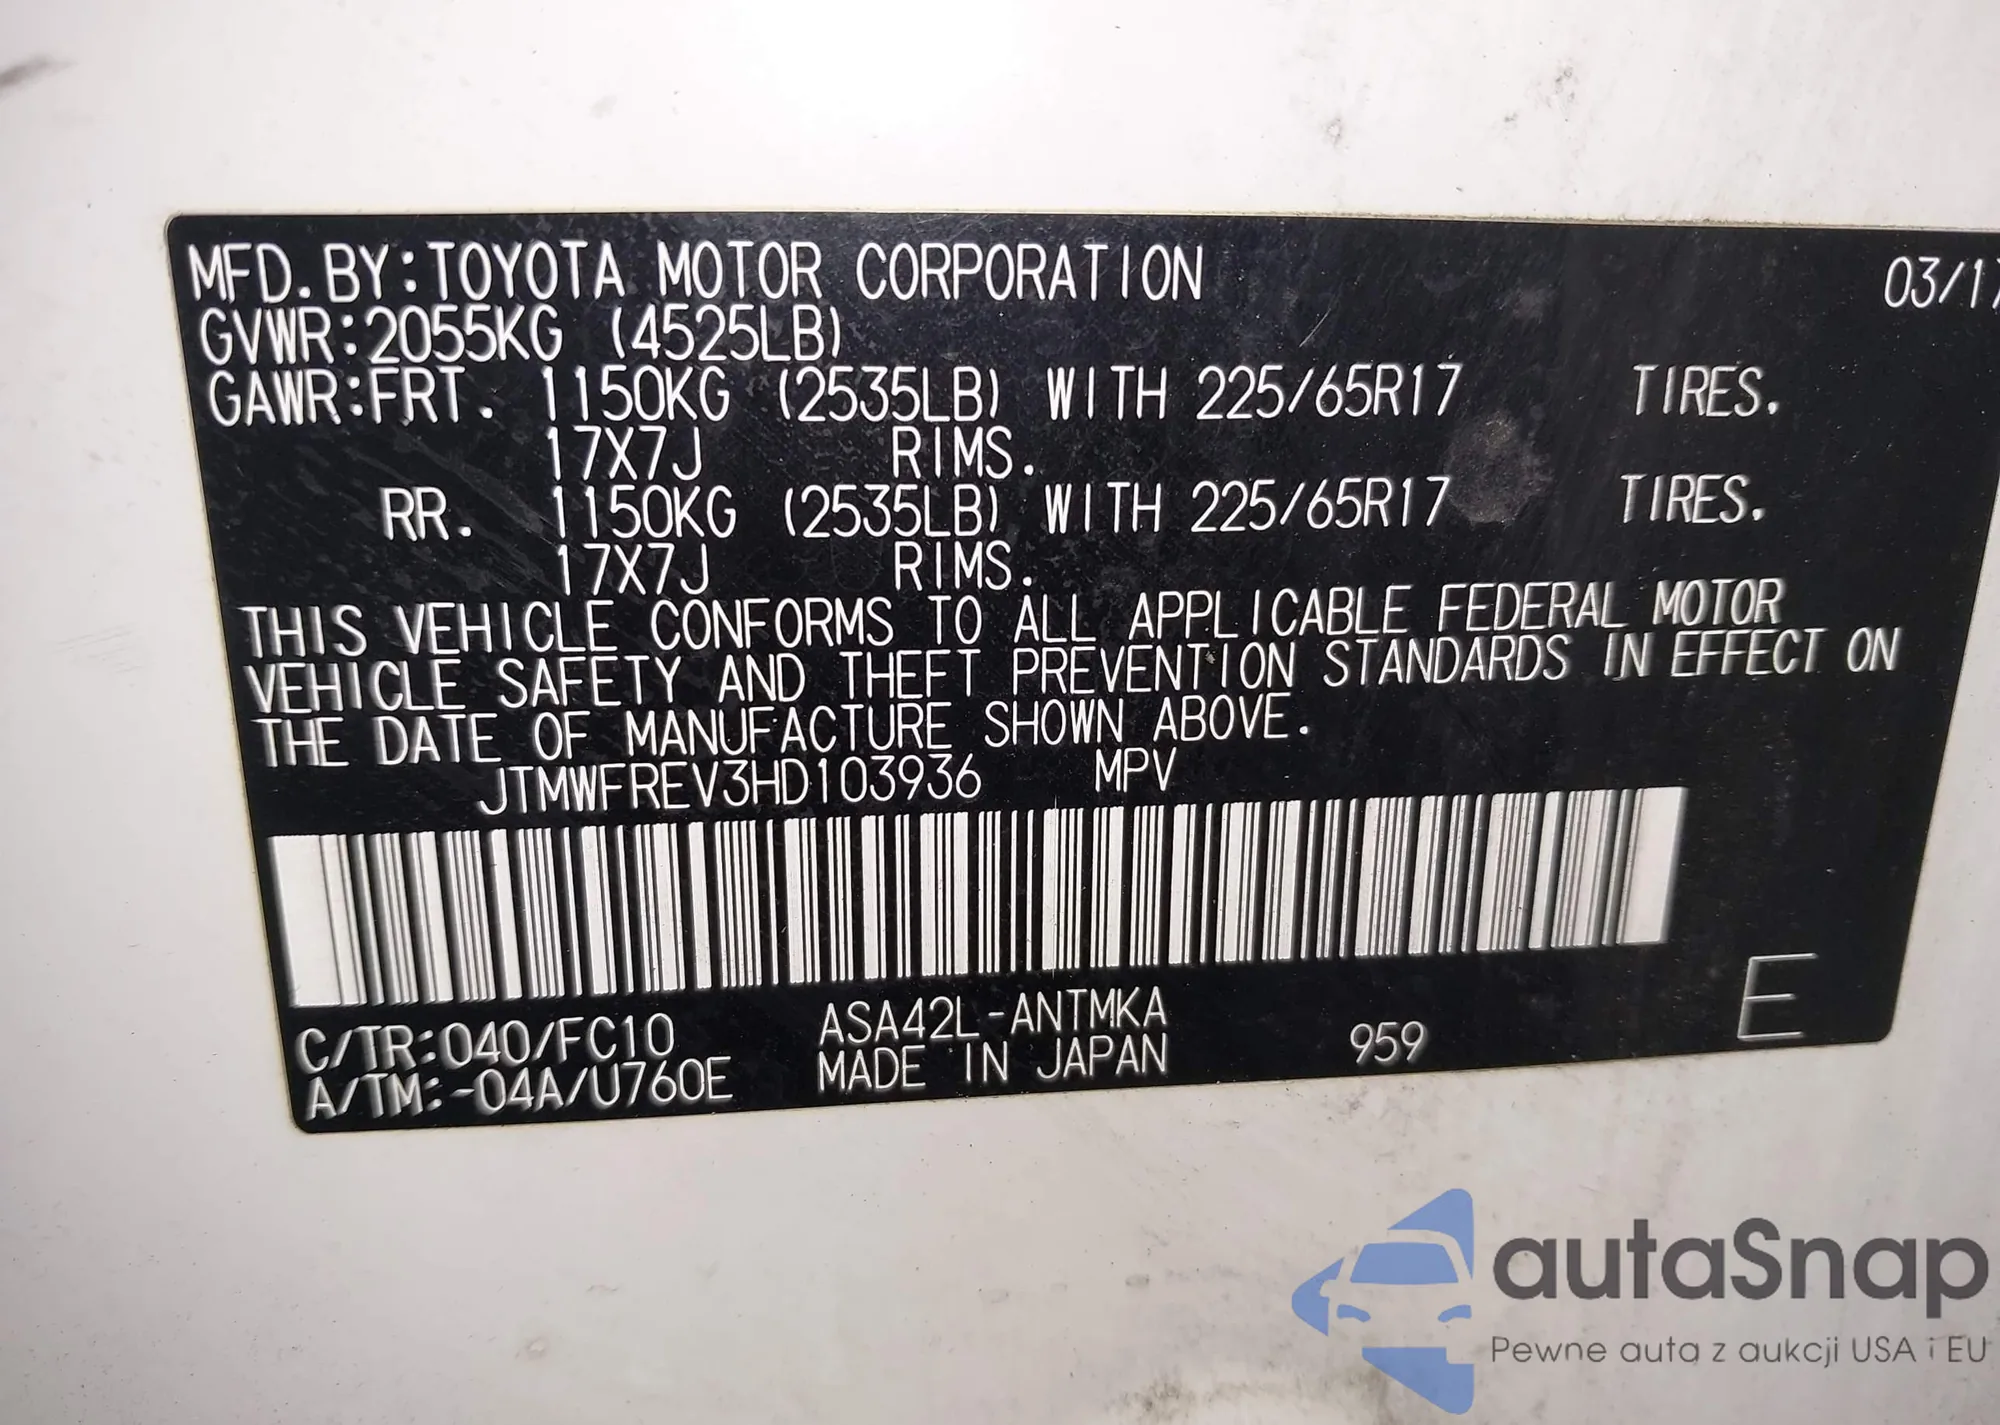 MFD. BY: TOYOTA MOTOR CORPORATION 03/17
GVWR: 2055KG (4525LB)
GAWR: FRT. 1150KG (2535LB) WITH 225/65R17 TIRES.
17X7J RIMS.
RR. 1150KG (2535LB) WITH 225/65R17 TIRES.
17X7J RIMS.
THIS VEHICLE CONFORMS TO ALL APPLICABLE FEDERAL MOTOR
VEHICLE SAFETY AND THEFT PREVENTION STANDARDS IN EFFECT ON
THE DATE OF MANUFACTURE SHOWN ABOVE.
JTMWFREV3HD103936 MPV
C/TR: 040/FC10 ASA42L-ANTMKA 959 E
A/TM: -04A/U760E MADE IN JAPAN
autaSnap
Pewne auta z aukcji USA i EU